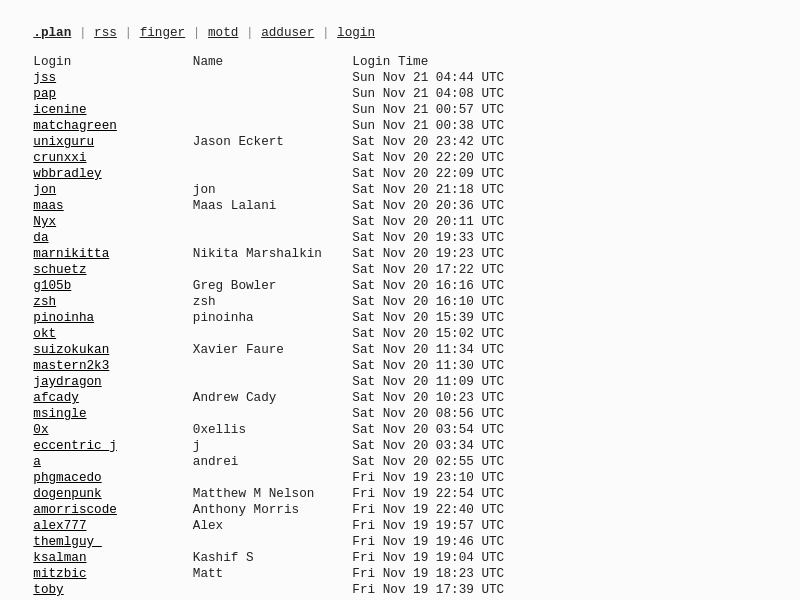 .plan | rss | finger | motd | adduser | login
Login Name Login Time
jss Sun Nov 21 04:44 UTC
pap Sun Nov 21 04:08 UTC
icenine Sun Nov 21 00:57 UTC
matchagreen Sun Nov 21 00:38 UTC
unixguru Jason Eckert Sat Nov 20 23:42 UTC
crunxxi Sat Nov 20 22:20 UTC
wbbradley Sat Nov 20 22:09 UTC
jon jon Sat Nov 20 21:18 UTC
maas Maas Lalani Sat Nov 20 20:36 UTC
Nyx Sat Nov 20 20:11 UTC
da Sat Nov 20 19:33 UTC
marnikitta Nikita Marshalkin Sat Nov 20 19:23 UTC
schuetz Sat Nov 20 17:22 UTC
g105b Greg Bowler Sat Nov 20 16:16 UTC
zsh zsh Sat Nov 20 16:10 UTC
pinoinha pinoinha Sat Nov 20 15:39 UTC
okt Sat Nov 20 15:02 UTC
suizokukan Xavier Faure Sat Nov 20 11:34 UTC
mastern2k3 Sat Nov 20 11:30 UTC
jaydragon Sat Nov 20 11:09 UTC
afcady Andrew Cady Sat Nov 20 10:23 UTC
msingle Sat Nov 20 08:56 UTC
0x 0xellis Sat Nov 20 03:54 UTC
eccentric_j j Sat Nov 20 03:34 UTC
a andrei Sat Nov 20 02:55 UTC
phgmacedo Fri Nov 19 23:10 UTC
dogenpunk Matthew M Nelson Fri Nov 19 22:54 UTC
amorriscode Anthony Morris Fri Nov 19 22:40 UTC
alex777 Alex Fri Nov 19 19:57 UTC
themlguy_ Fri Nov 19 19:46 UTC
ksalman Kashif S Fri Nov 19 19:04 UTC
mitzbic Matt Fri Nov 19 18:23 UTC
toby Fri Nov 19 17:39 UTC